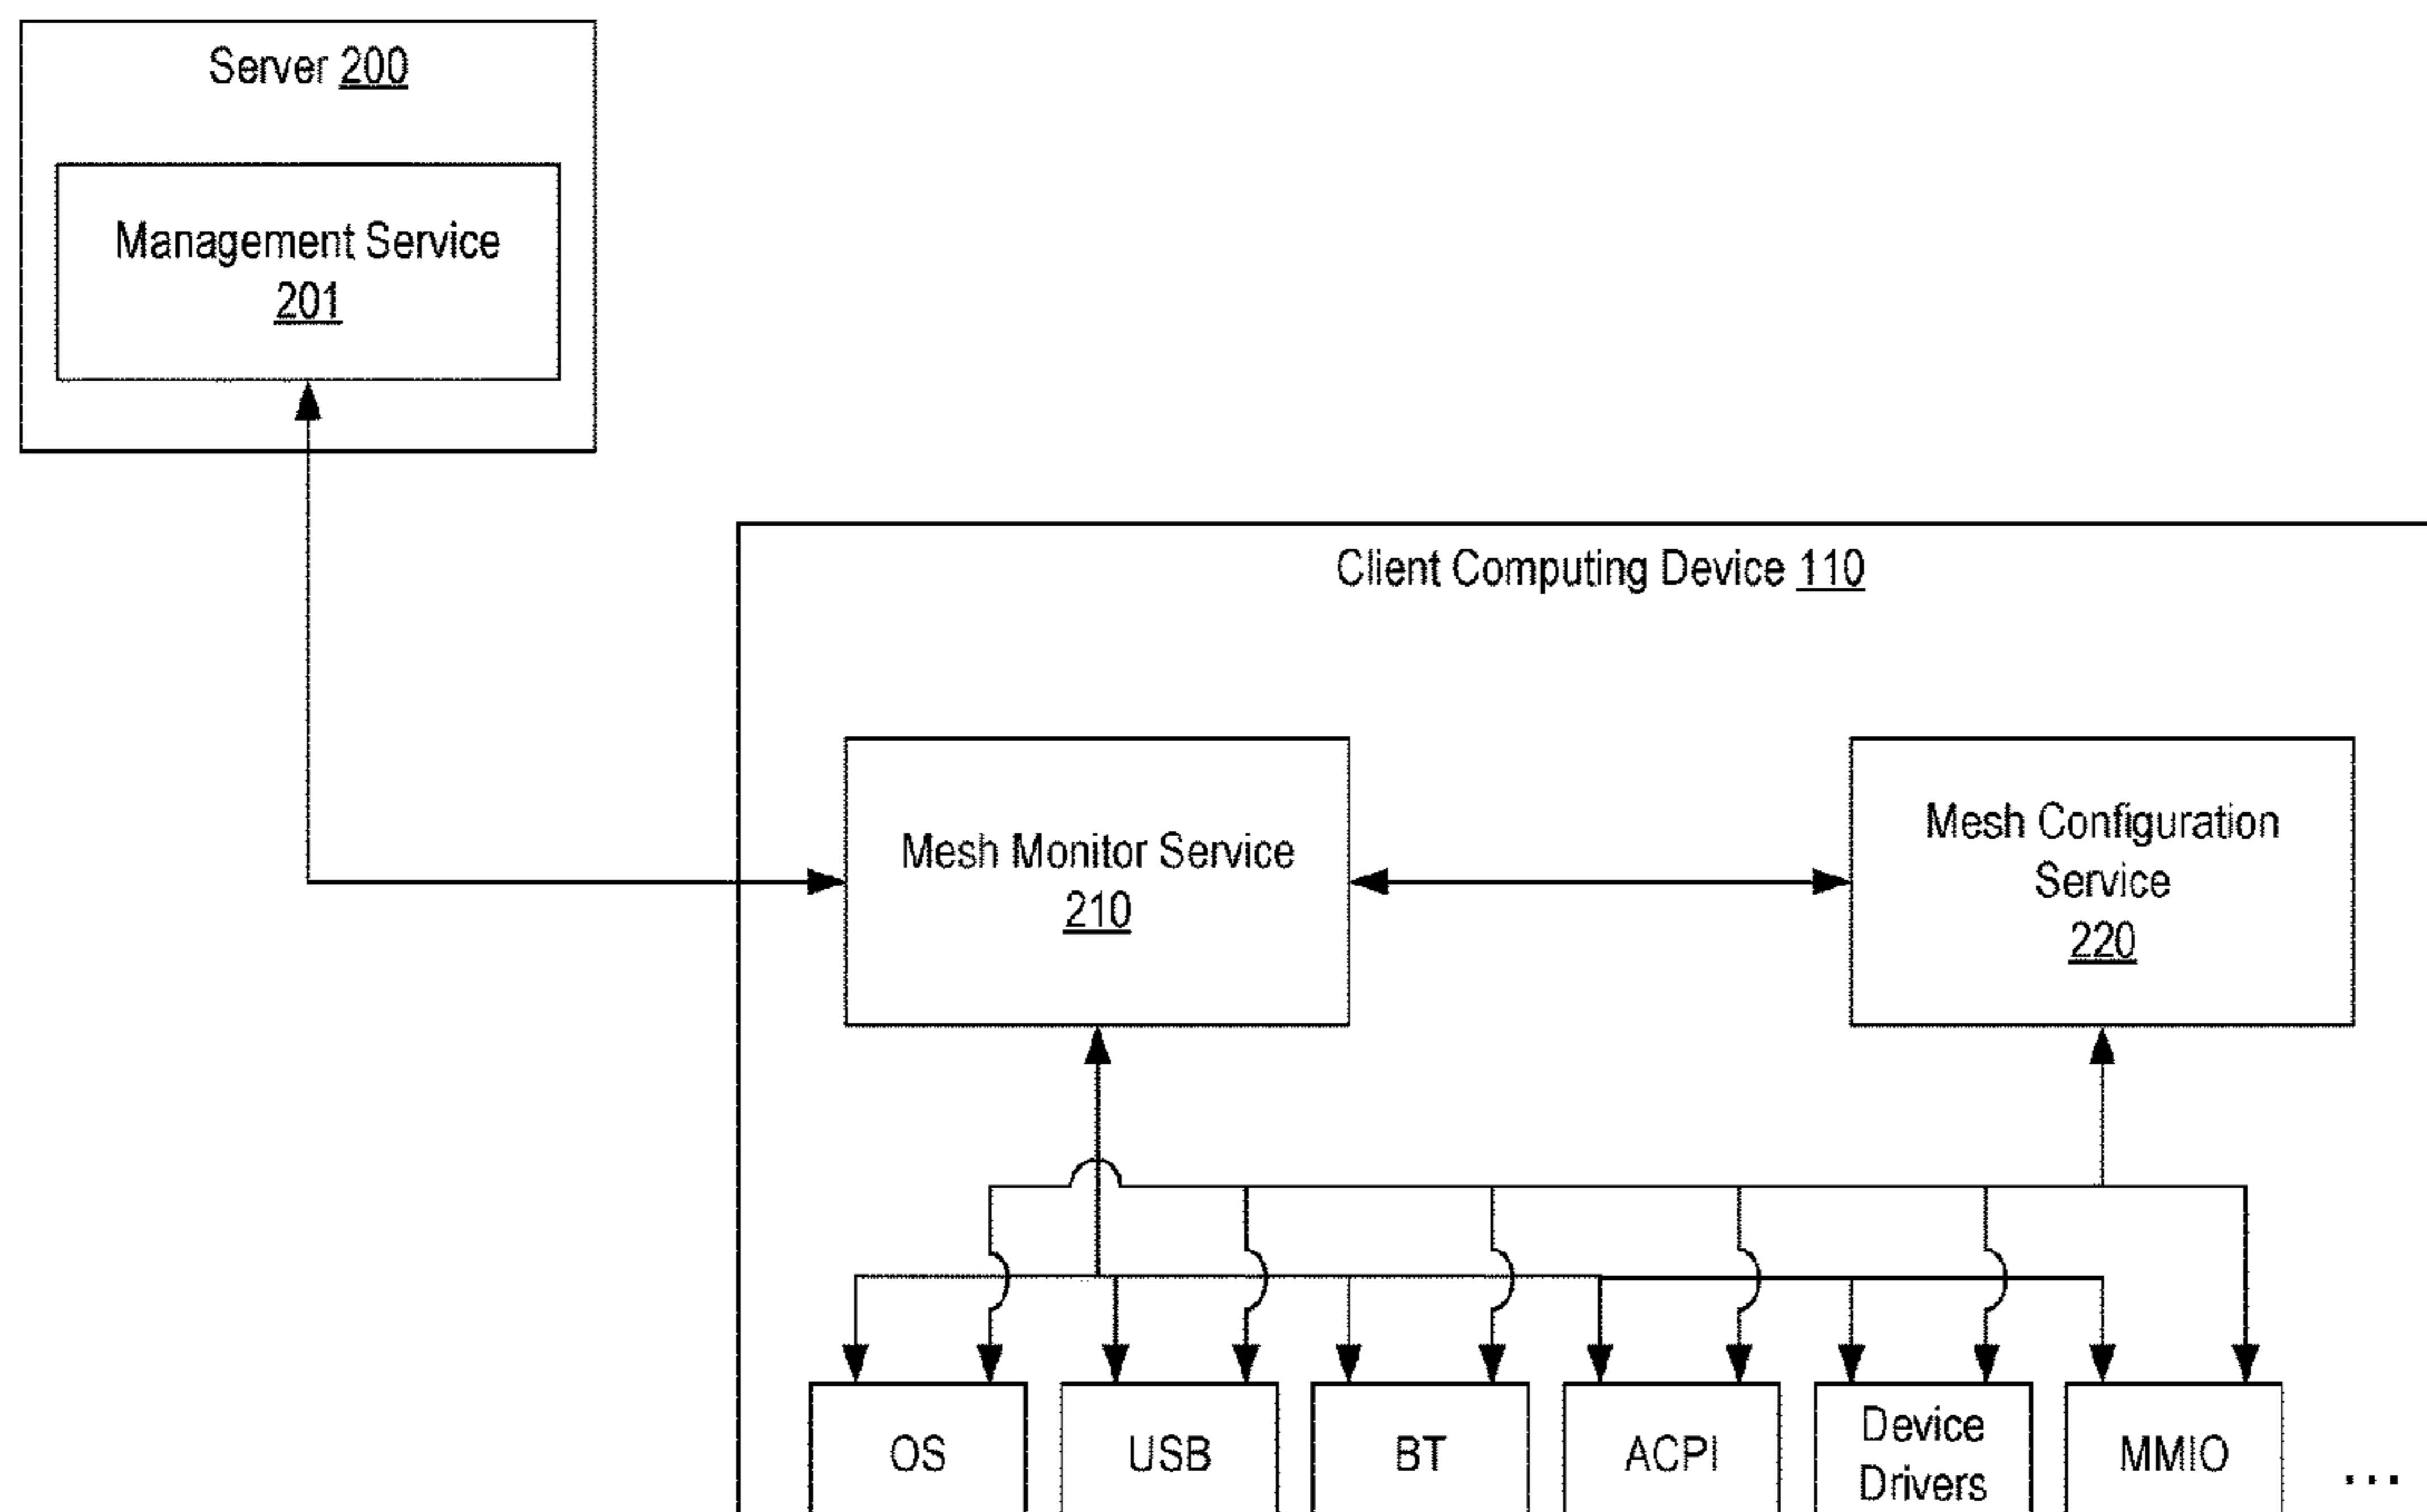 Server 200
Management Service
201
Client Computing Device 110
Mesh Monitor Service
210
Mesh Configuration
Service
220
OS
USB
BT
ACPI
Device
Drivers
MMIO
...